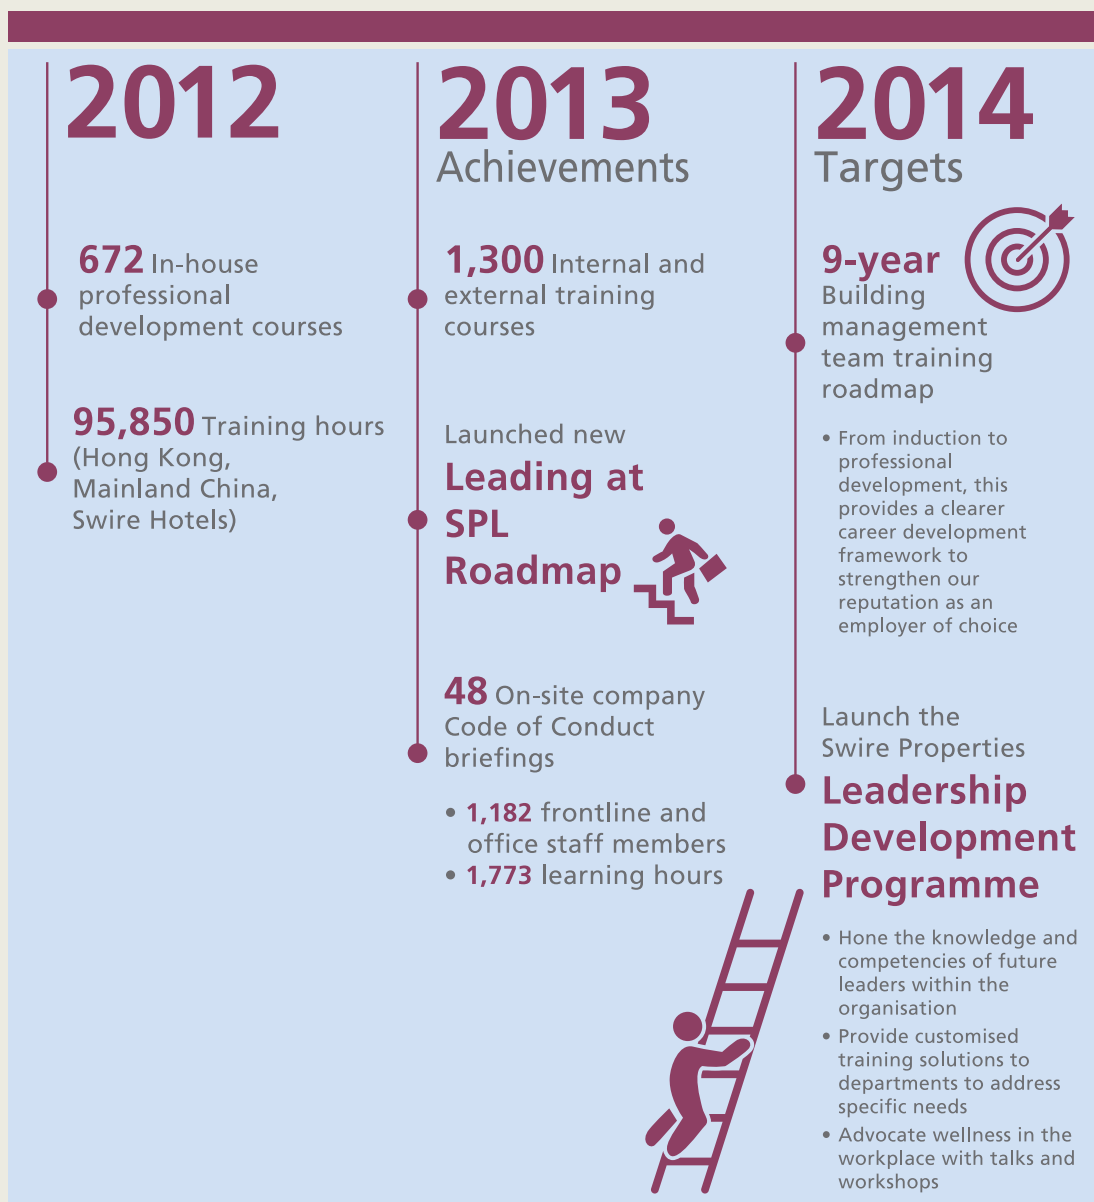 2012
672 In-house
professional
development courses
95,850 Training hours
(Hong Kong,
Mainland China,
Swire Hotels)
2013
Achievements
1,300 Internal and
external training
courses
Launched new
Leading at
SPL
Roadmap
48 On-site company
Code of Conduct
briefings
• 1,182 frontline and
office staff members
• 1,773 learning hours
2014
Targets
9-year
Building
management
team training
roadmap
• From induction to
professional
development, this
provides a clearer
career development
framework to
strengthen our
reputation as an
employer of choice
Launch the
Swire Properties
Leadership
Development
Programme
• Hone the knowledge and
competencies of future
leaders within the
organisation
• Provide customised
training solutions to
departments to address
specific needs
• Advocate wellness in the
workplace with talks and
workshops